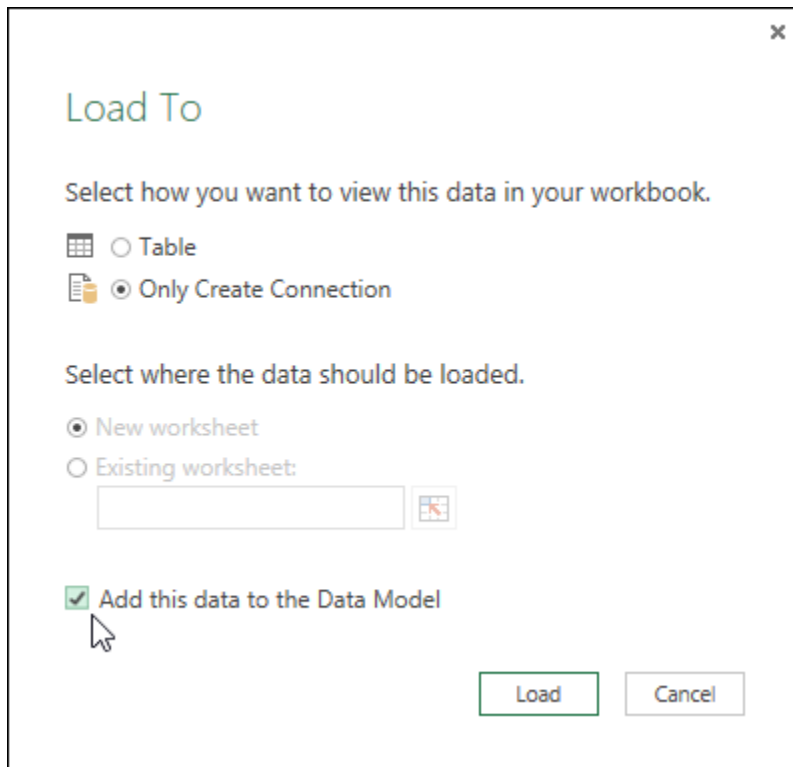 Load To
Select how you want to view this data in your workbook.
Table
Only Create Connection
Select where the data should be loaded.
New worksheet
Existing worksheet:
Add this data to the Data Model
Load Cancel